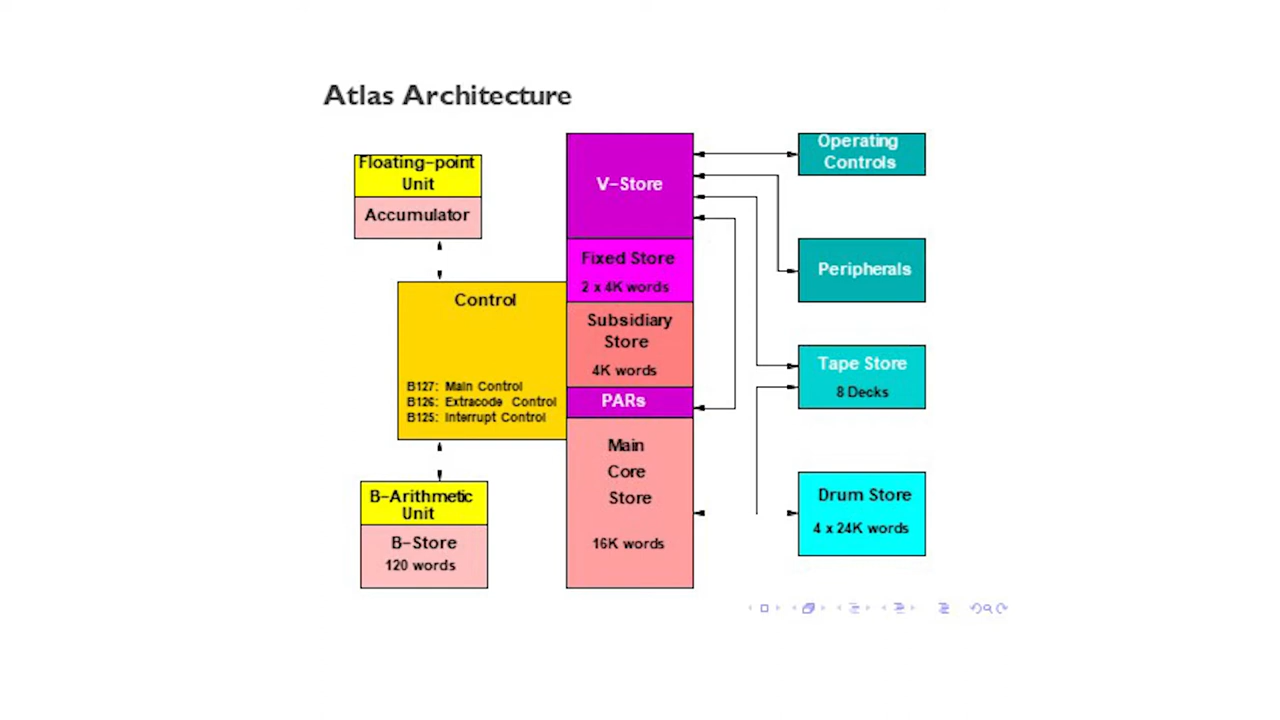 Atlas Architecture
Floating-point
Unit
Accumulator
Control
B127: Main Control
B126: Extracode Control
B125: Interrupt Control
B-Arithmetic
Unit
B-Store
120 words
V-Store
Fixed Store
2 x 4K words
Subsidiary
Store
4K words
PARs
Main
Core
Store
16K words
Operating
Controls
Peripherals
Tape Store
8 Decks
Drum Store
4 x 24K words